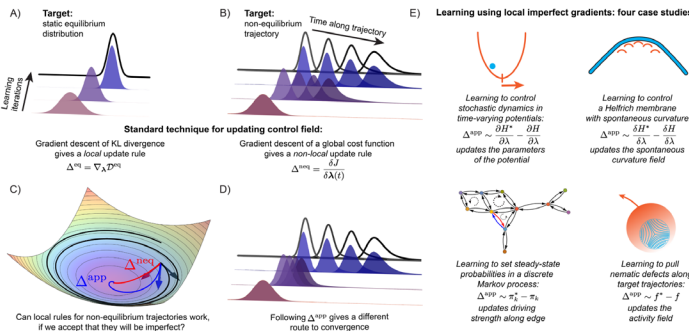 A)
Target:
static equilibrium
distribution
Learning
iterations
B)
Target:
non-equilibrium
trajectory
Time along trajectory
Standard technique for updating control field:
Gradient descent of KL divergence
gives a local update rule
Δ^eq = ∇_λ 𝒟^eq
Gradient descent of a global cost function
gives a non-local update rule
Δ^neq = δJ / δλ(t)
C)
Δ^app
Δ^neq
Can local rules for non-equilibrium trajectories work,
if we accept that they will be imperfect?
D)
Following Δ^app gives a different
route to convergence
E)
Learning using local imperfect gradients: four case studies
Learning to control
stochastic dynamics in
time-varying potentials:
Δ^app ~ ∂H*/∂λ − ∂H/∂λ
updates the parameters
of the potential
Learning to control
a Helfrich membrane
with spontaneous curvature:
Δ^app ~ δH*/δλ − δH/δλ
updates the spontaneous
curvature field
Learning to set steady-state
probabilities in a discrete
Markov process:
Δ^app ~ π*_k − π_k
updates driving
strength along edge
Learning to pull
nematic defects along
target trajectories:
Δ^app ~ f* − f
updates the
activity field